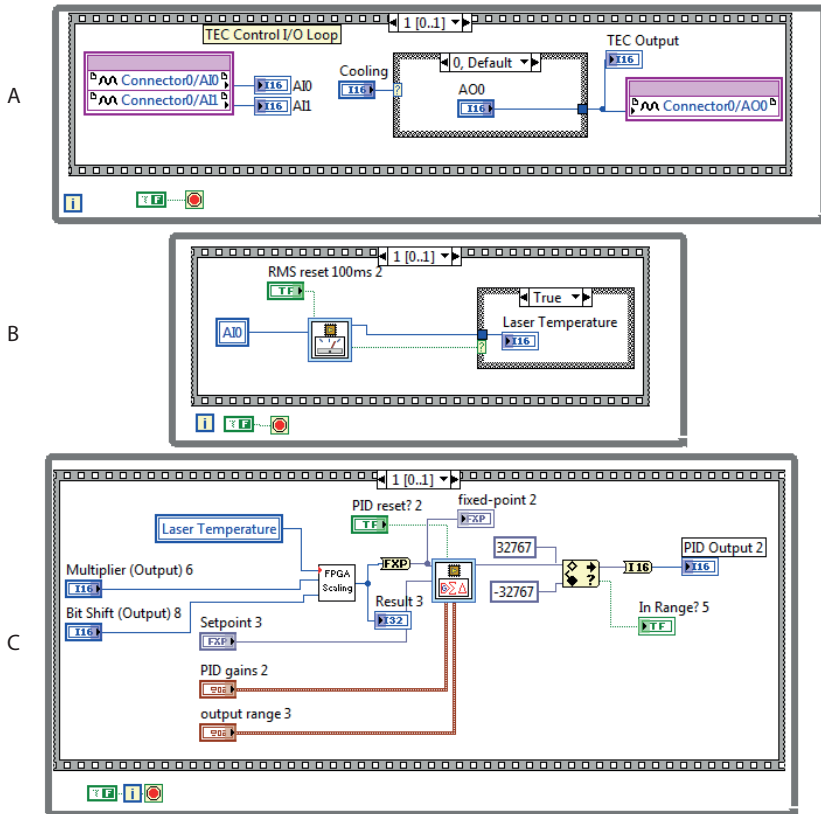 A
1 [0..1]
TEC Control I/O Loop
TEC Output
I16
0, Default
Connector0/AI0
I16 AI0
Connector0/AI1
I16 AI1
Cooling
I16
?
AO0
I16
Connector0/AO0
i
F
B
1 [0..1]
RMS reset 100ms 2
TF
True
AI0
Laser Temperature
I16
?
i
F
C
1 [0..1]
PID reset? 2
TF
fixed-point 2
FXP
Laser Temperature
32767
PID Output 2
FXP
I16
I16
Multiplier (Output) 6
I16
FPGA
Scaling
?
-32767
Bit Shift (Output) 8
I16
Result 3
I32
In Range? 5
TF
Setpoint 3
FXP
PID gains 2
output range 3
F
i